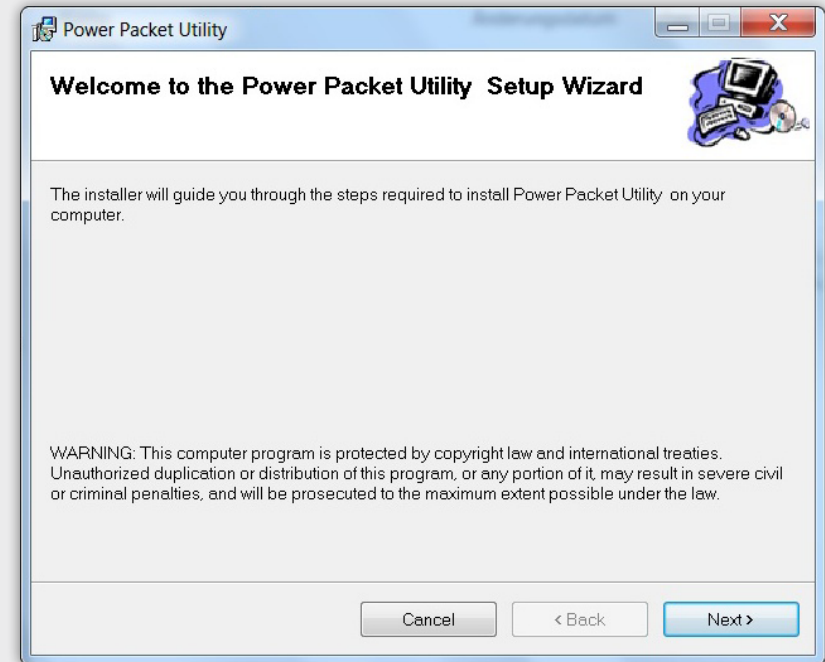 Änderungsdatum
Power Packet Utility
Welcome to the Power Packet Utility  Setup Wizard
The installer will guide you through the steps required to install Power Packet Utility  on your
computer.
WARNING: This computer program is protected by copyright law and international treaties.
Unauthorized duplication or distribution of this program, or any portion of it, may result in severe civil
or criminal penalties, and will be prosecuted to the maximum extent possible under the law.
Cancel
< Back
Next >